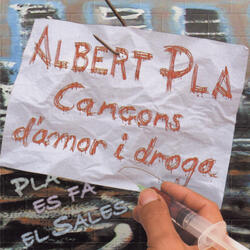 ALBERT PLA
Cançons
d'amor i droga
PLA
ES FA
EL SALES